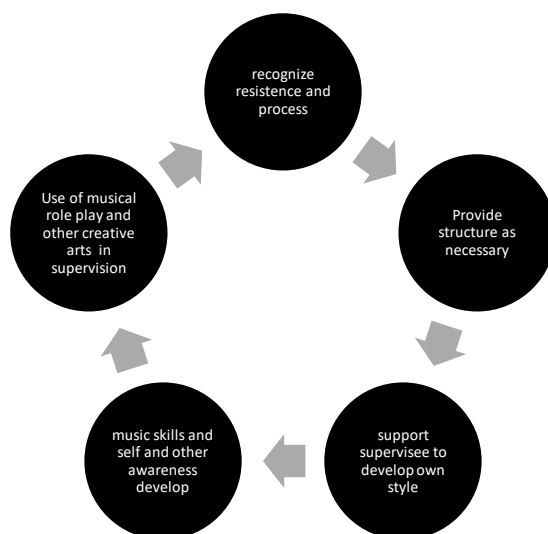 recognize
resistence and
process
Provide
structure as
necessary
support
supervisee to
develop own
style
music skills and
self and other
awareness
develop
Use of musical
role play and
other creative
arts in
supervision